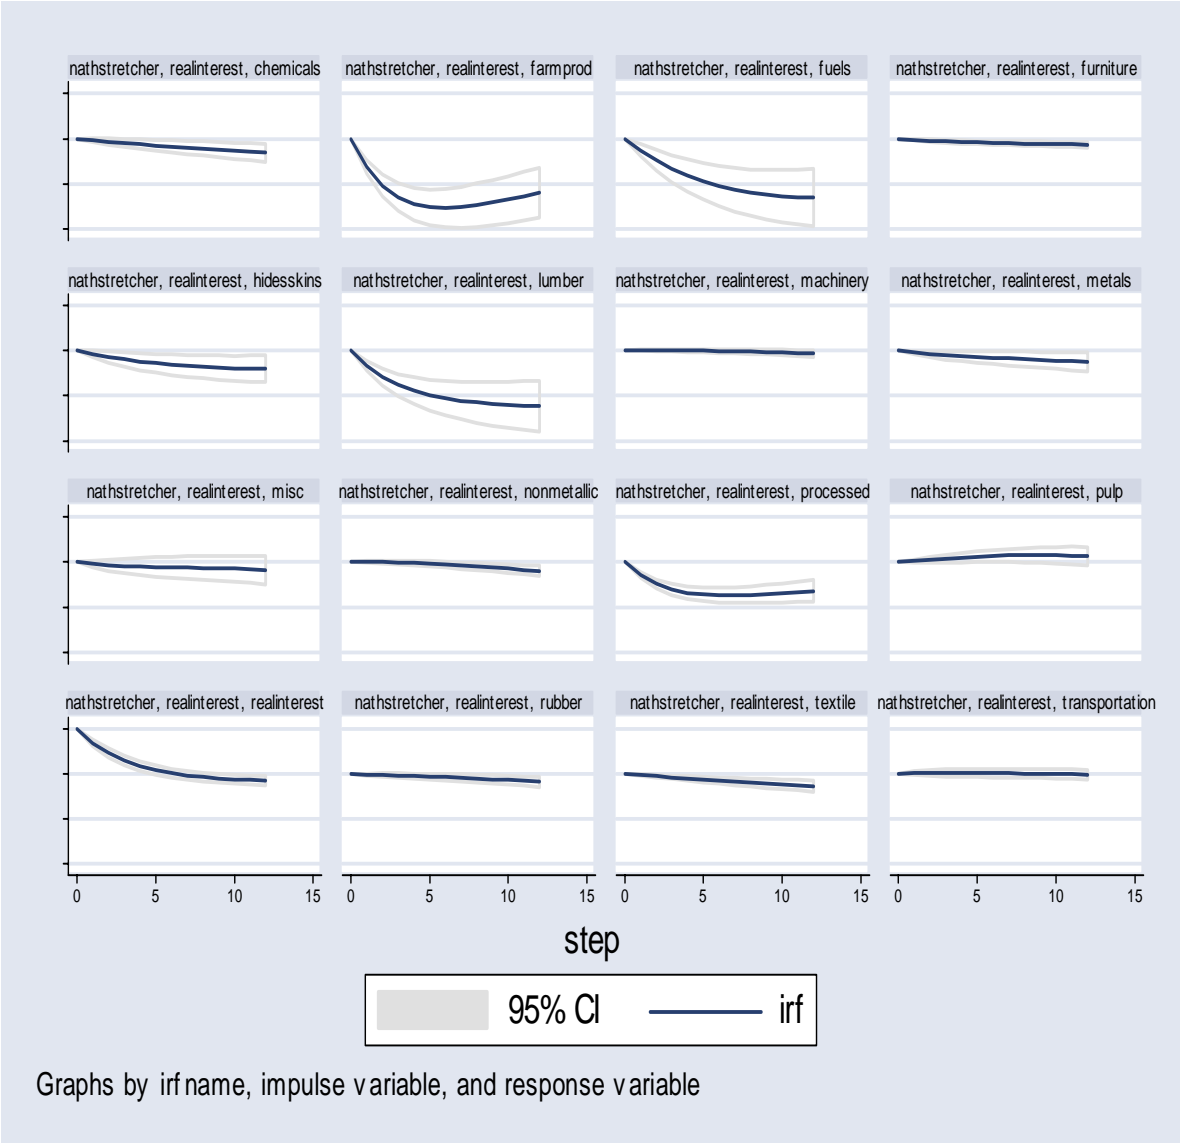 nathstretcher, realinterest, chemicals
nathstretcher, realinterest, farmprod
nathstretcher, realinterest, fuels
nathstretcher, realinterest, furniture
nathstretcher, realinterest, hidesskins
nathstretcher, realinterest, lumber
nathstretcher, realinterest, machinery
nathstretcher, realinterest, metals
nathstretcher, realinterest, misc
nathstretcher, realinterest, nonmetallic
nathstretcher, realinterest, processed
nathstretcher, realinterest, pulp
nathstretcher, realinterest, realinterest
nathstretcher, realinterest, rubber
nathstretcher, realinterest, textile
nathstretcher, realinterest, transportation
0 5 10 15
0 5 10 15
0 5 10 15
0 5 10 15
step
95% CI
irf
Graphs by irfname, impulse variable, and response variable